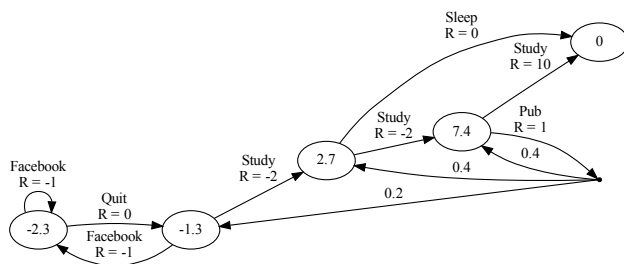 Sleep
R = 0
0
Study
R = 10
Pub
R = 1
7.4
Study
R = -2
2.7
0.4
0.4
Study
R = -2
0.2
Facebook
R = -1
Quit
R = 0
-2.3
-1.3
Facebook
R = -1